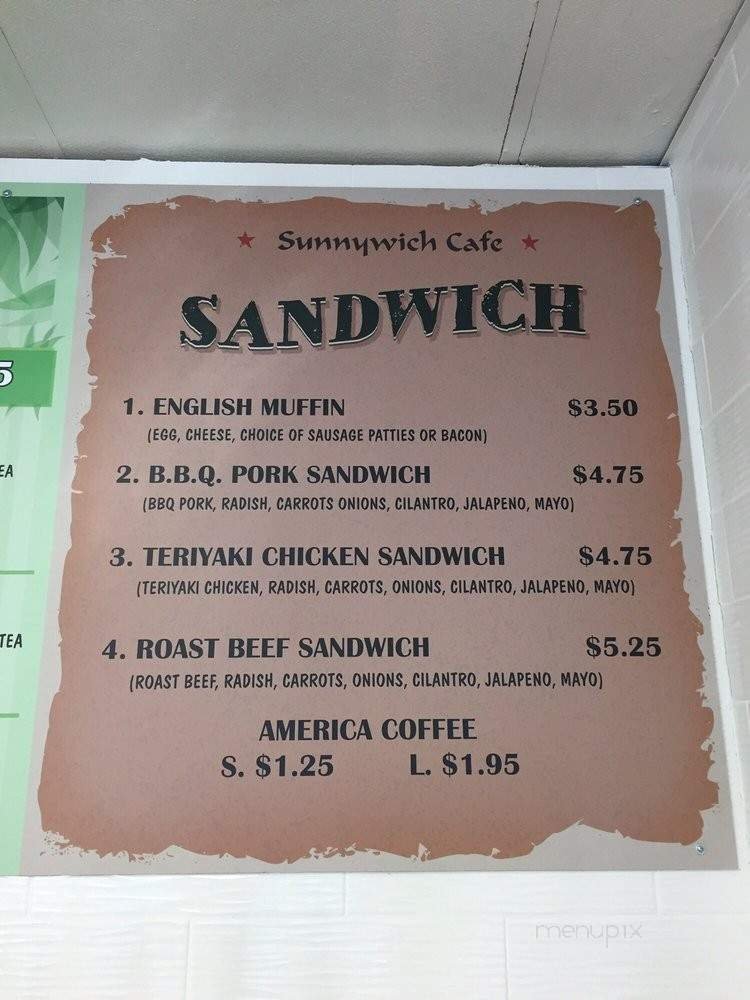 ★ Sunnywich Cafe ★
SANDWICH
1. ENGLISH MUFFIN $3.50
(EGG, CHEESE, CHOICE OF SAUSAGE PATTIES OR BACON)
2. B.B.Q. PORK SANDWICH $4.75
(BBQ PORK, RADISH, CARROTS ONIONS, CILANTRO, JALAPENO, MAYO)
3. TERIYAKI CHICKEN SANDWICH $4.75
(TERIYAKI CHICKEN, RADISH, CARROTS, ONIONS, CILANTRO, JALAPENO, MAYO)
4. ROAST BEEF SANDWICH $5.25
(ROAST BEEF, RADISH, CARROTS, ONIONS, CILANTRO, JALAPENO, MAYO)
AMERICA COFFEE
S. $1.25 L. $1.95
5
EA
TEA
menupix